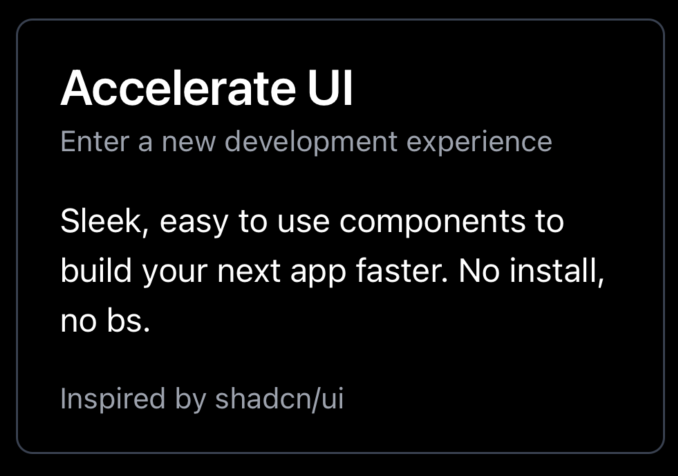 Accelerate UI
Enter a new development experience
Sleek, easy to use components to
build your next app faster. No install,
no bs.
Inspired by shadcn/ui